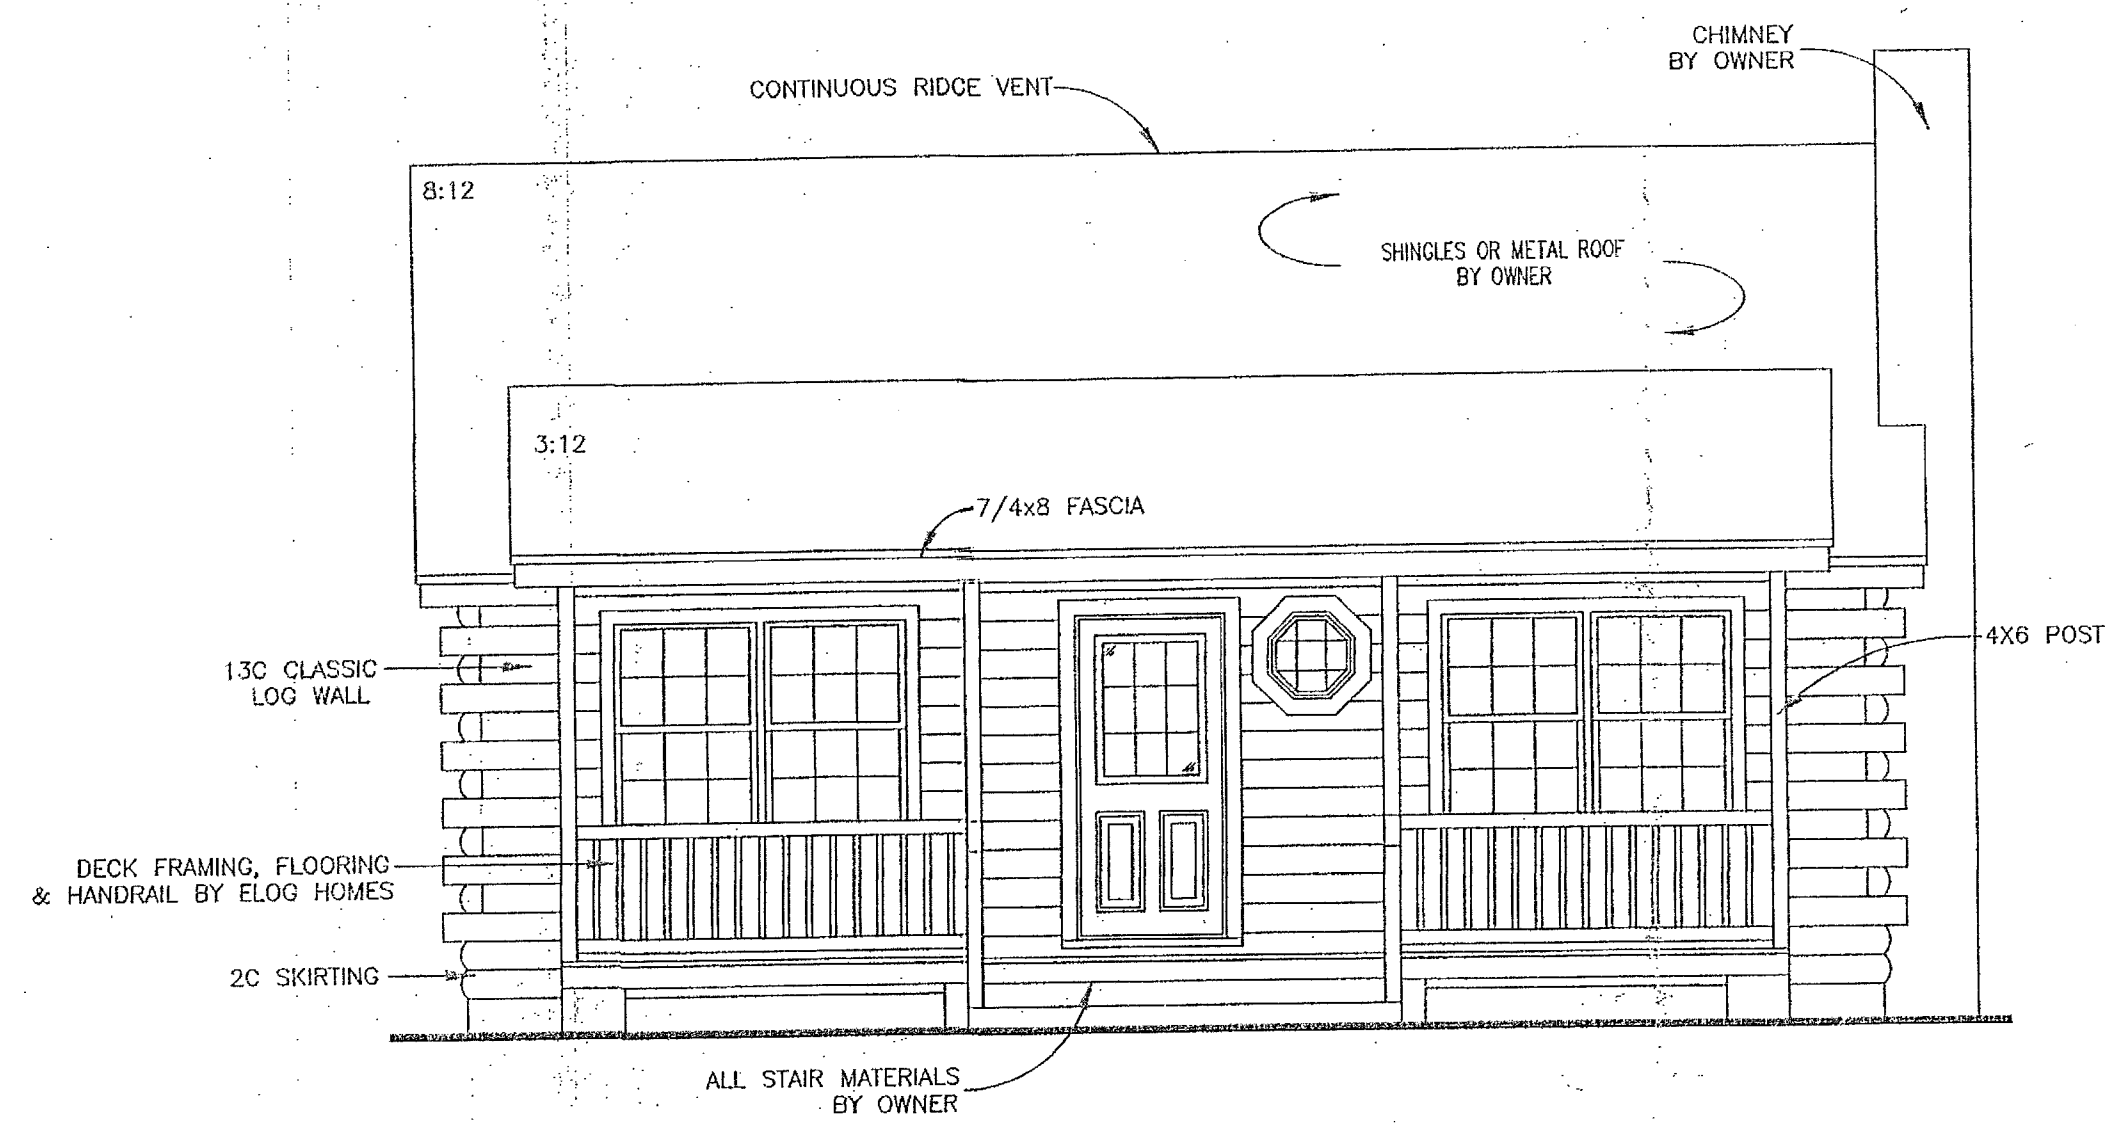 CHIMNEY
BY OWNER
CONTINUOUS RIDGE VENT
8:12
SHINGLES OR METAL ROOF
BY OWNER
3:12
7/4x8 FASCIA
4X6 POST
13C CLASSIC
LOG WALL
DECK FRAMING, FLOORING
& HANDRAIL BY ELOG HOMES
2C SKIRTING
ALL STAIR MATERIALS
BY OWNER